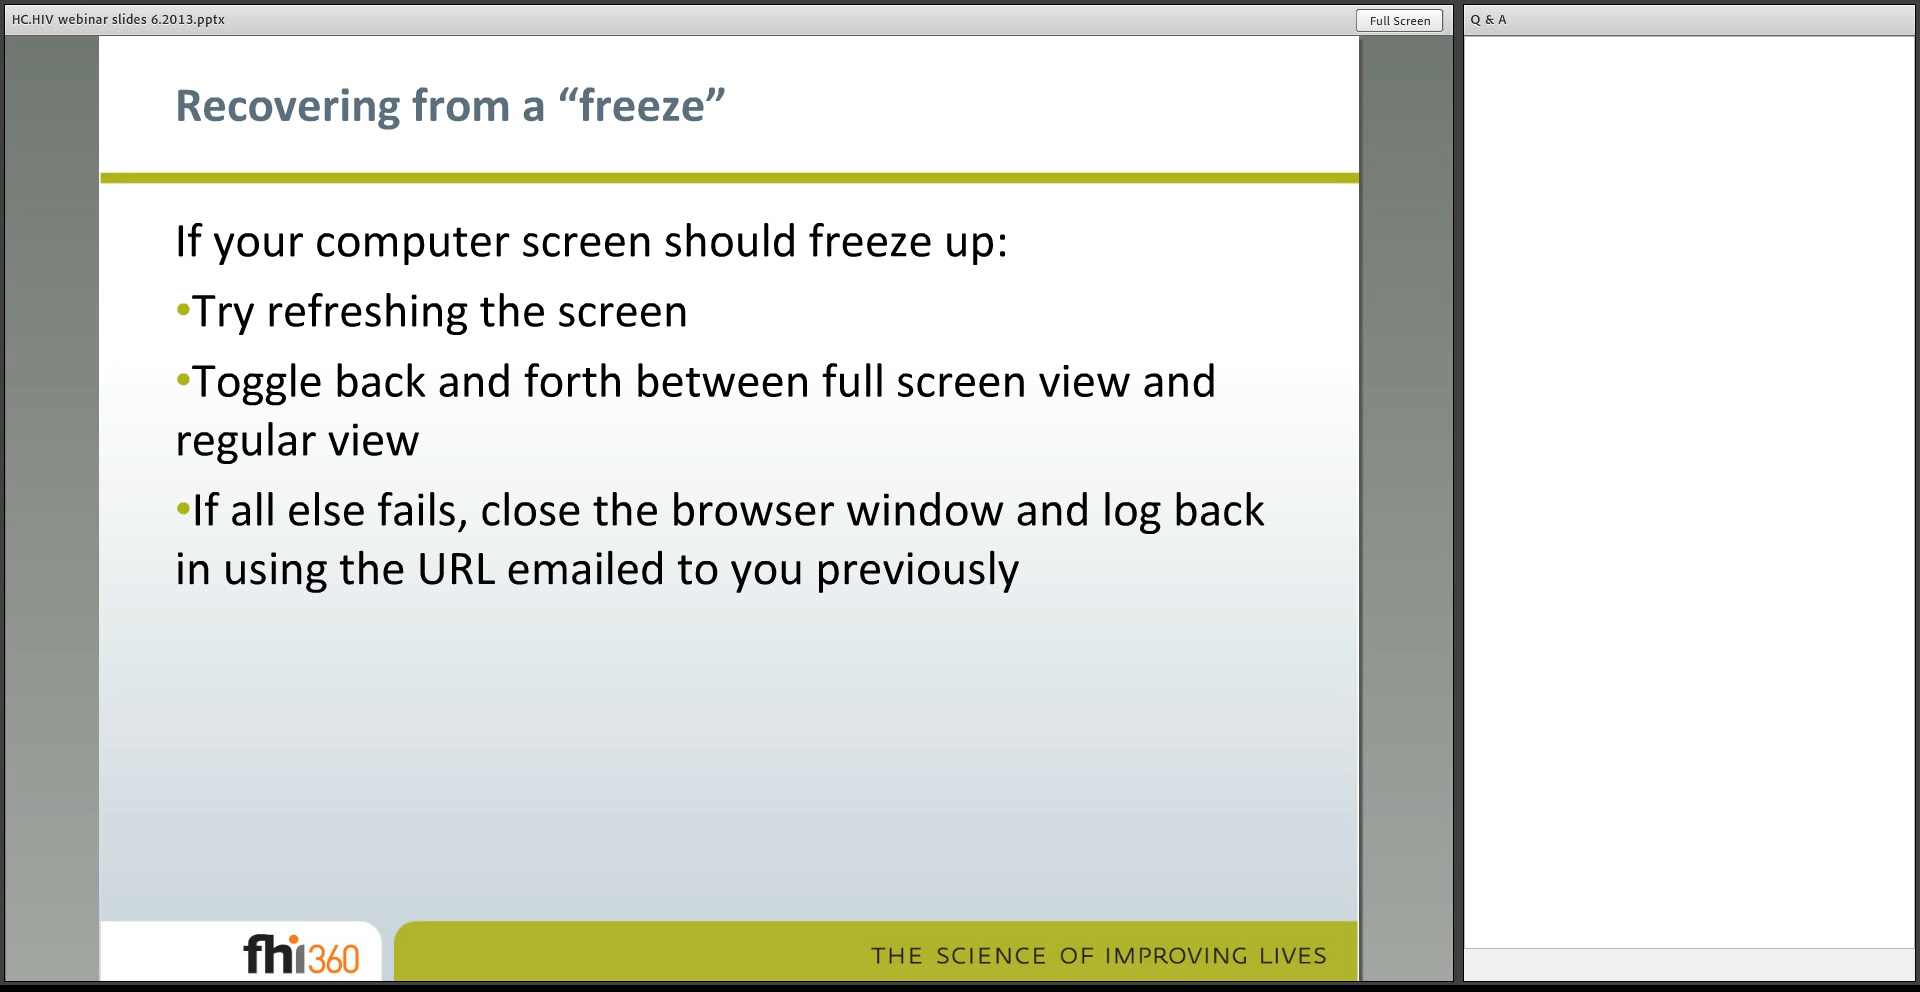 HC.HIV webinar slides 6.2013.pptx
Full Screen
Q & A
Recovering from a “freeze”
If your computer screen should freeze up:
•Try refreshing the screen
•Toggle back and forth between full screen view and
regular view
•If all else fails, close the browser window and log back
in using the URL emailed to you previously
fhi360
THE SCIENCE OF IMPROVING LIVES